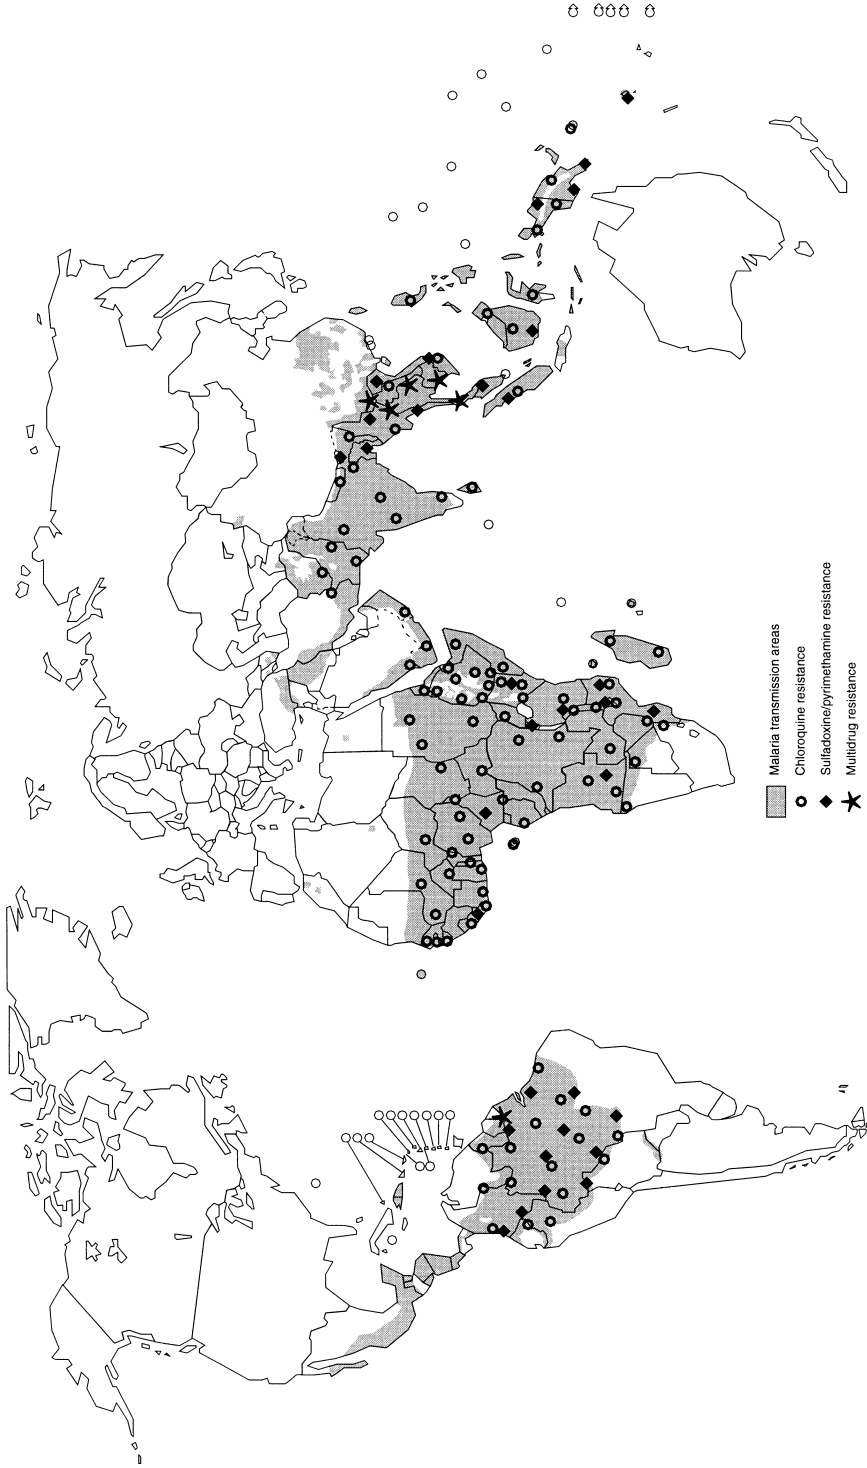 Malaria transmission areas
Chloroquine resistance
Sulfadoxine/pyrimethamine resistance
Multidrug resistance